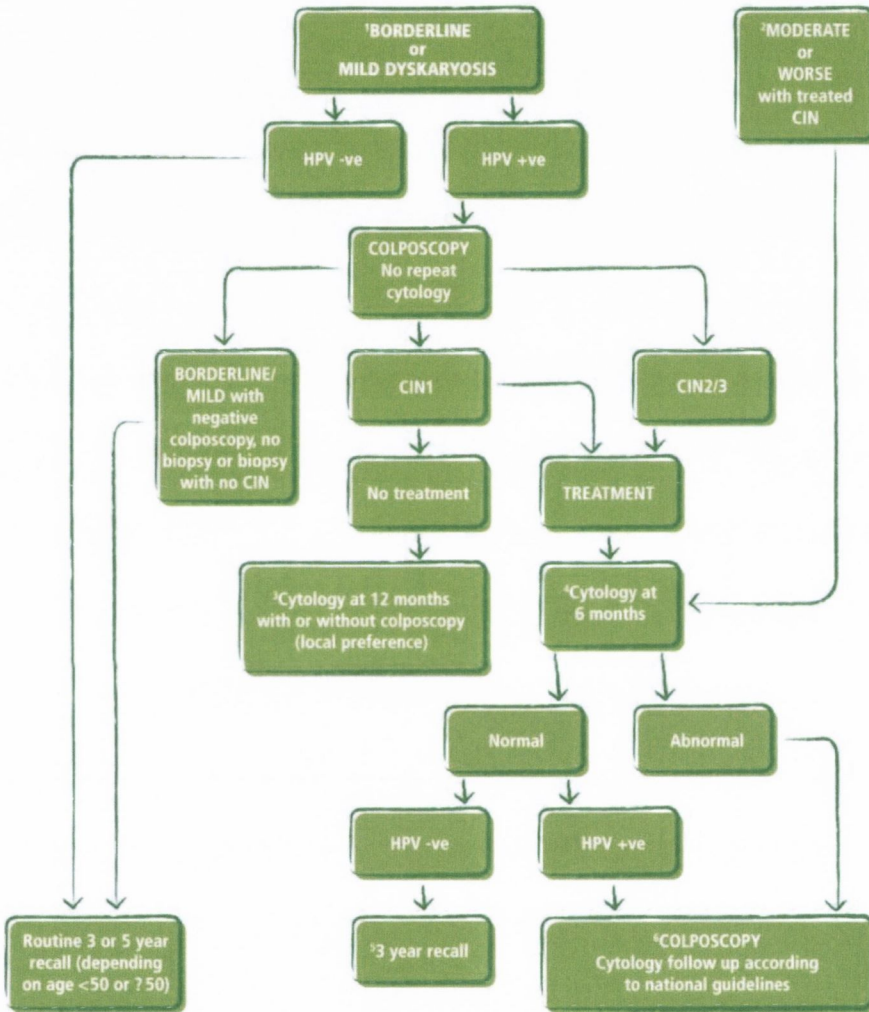 ¹BORDERLINE
or
MILD DYSKARYOSIS
²MODERATE
or
WORSE
with treated
CIN
HPV -ve
HPV +ve
COLPOSCOPY
No repeat
cytology
BORDERLINE/
MILD with
negative
colposcopy, no
biopsy or biopsy
with no CIN
CIN1
CIN2/3
No treatment
TREATMENT
³Cytology at 12 months
with or without colposcopy
(local preference)
⁴Cytology at
6 months
Normal
Abnormal
HPV -ve
HPV +ve
Routine 3 or 5 year
recall (depending
on age <50 or ? 50)
⁵3 year recall
⁶COLPOSCOPY
Cytology follow up according
to national guidelines